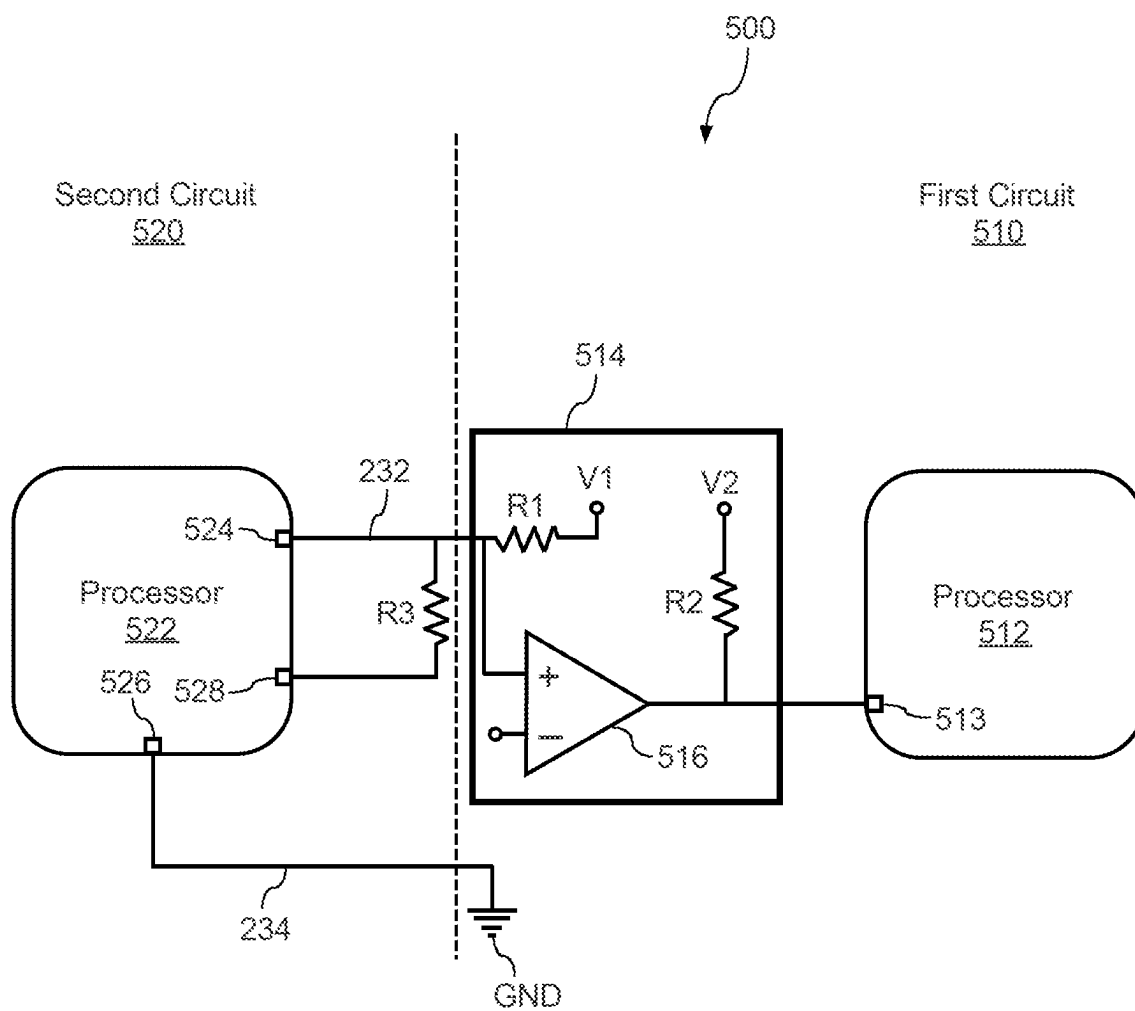 500
Second Circuit
520
First Circuit
510
514
232
V1
V2
R1
524
Processor
522
R3
R2
Processor
512
526
528
+
—
516
513
234
GND